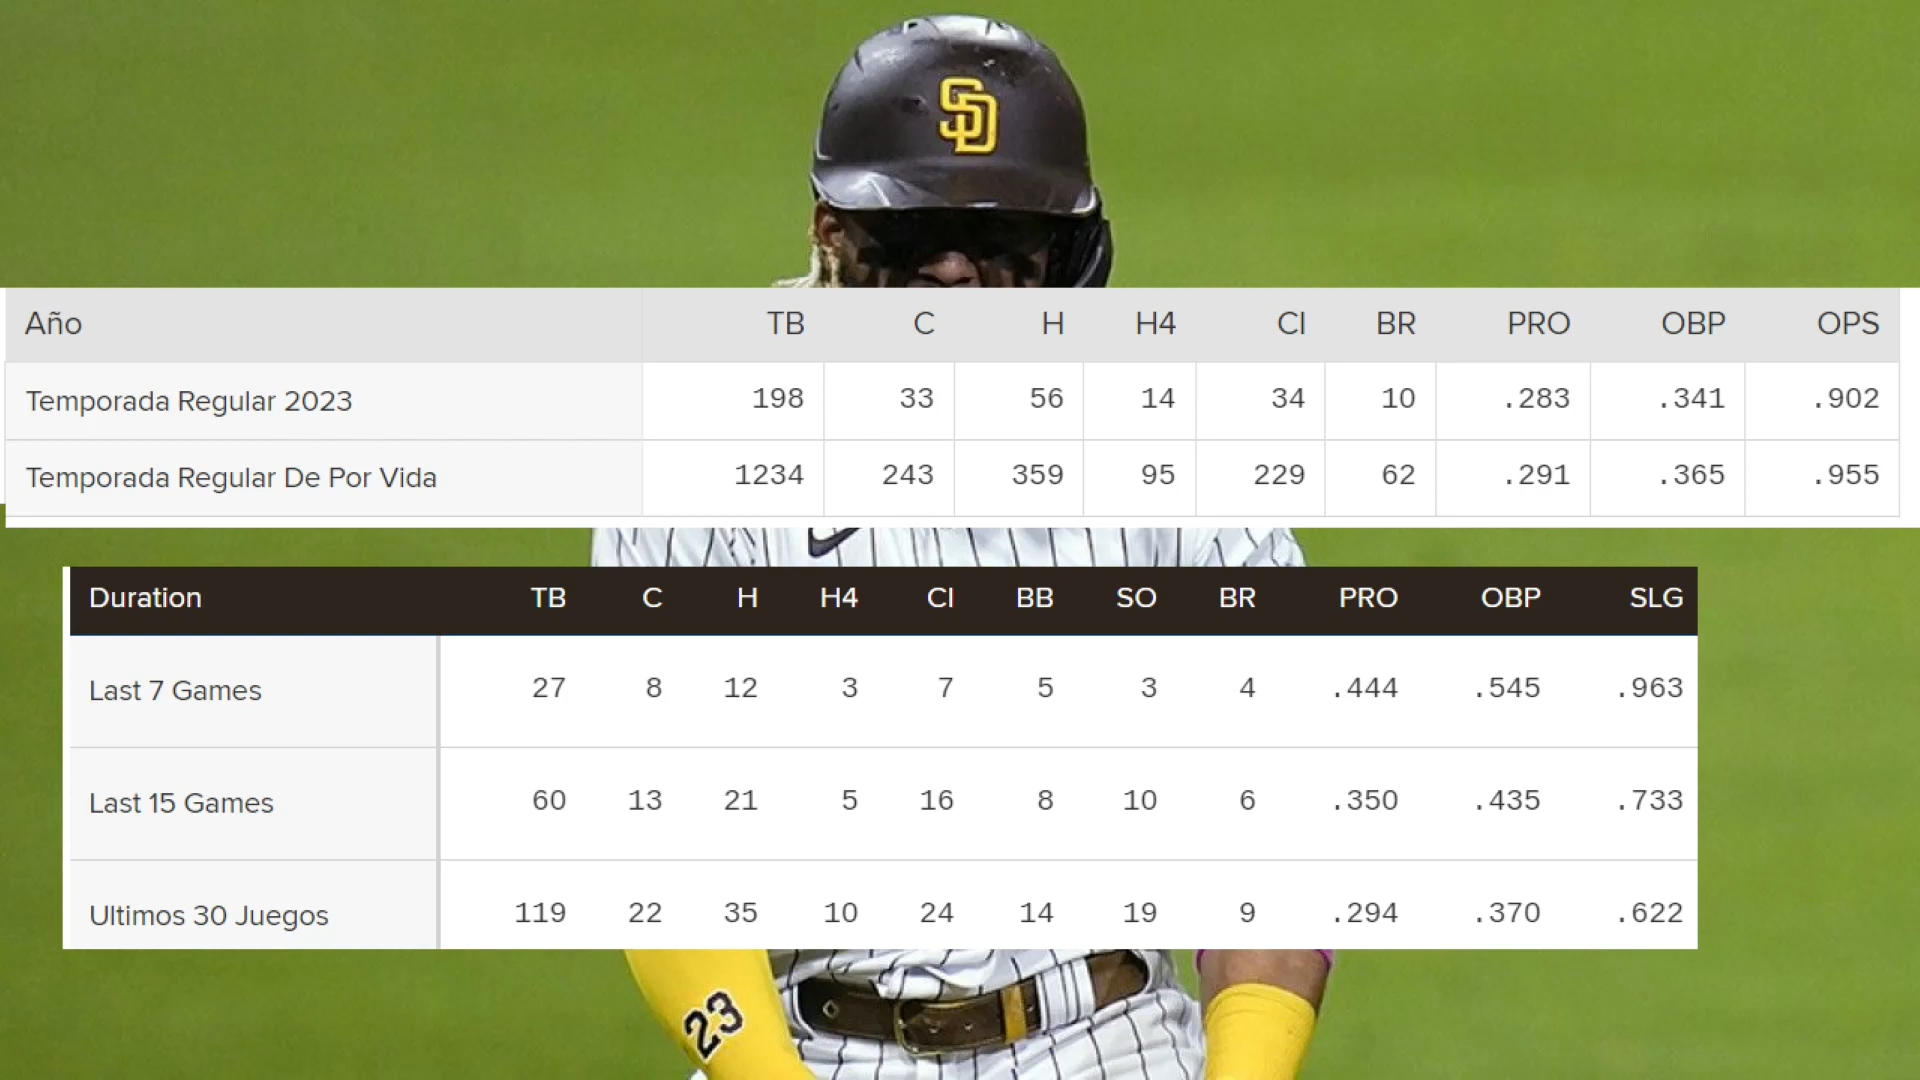 SD
Año TB C H H4 CI BR PRO OBP OPS
Temporada Regular 2023 198 33 56 14 34 10 .283 .341 .902
Temporada Regular De Por Vida 1234 243 359 95 229 62 .291 .365 .955
Duration TB C H H4 CI BB SO BR PRO OBP SLG
Last 7 Games 27 8 12 3 7 5 3 4 .444 .545 .963
Last 15 Games 60 13 21 5 16 8 10 6 .350 .435 .733
Ultimos 30 Juegos 119 22 35 10 24 14 19 9 .294 .370 .622
23